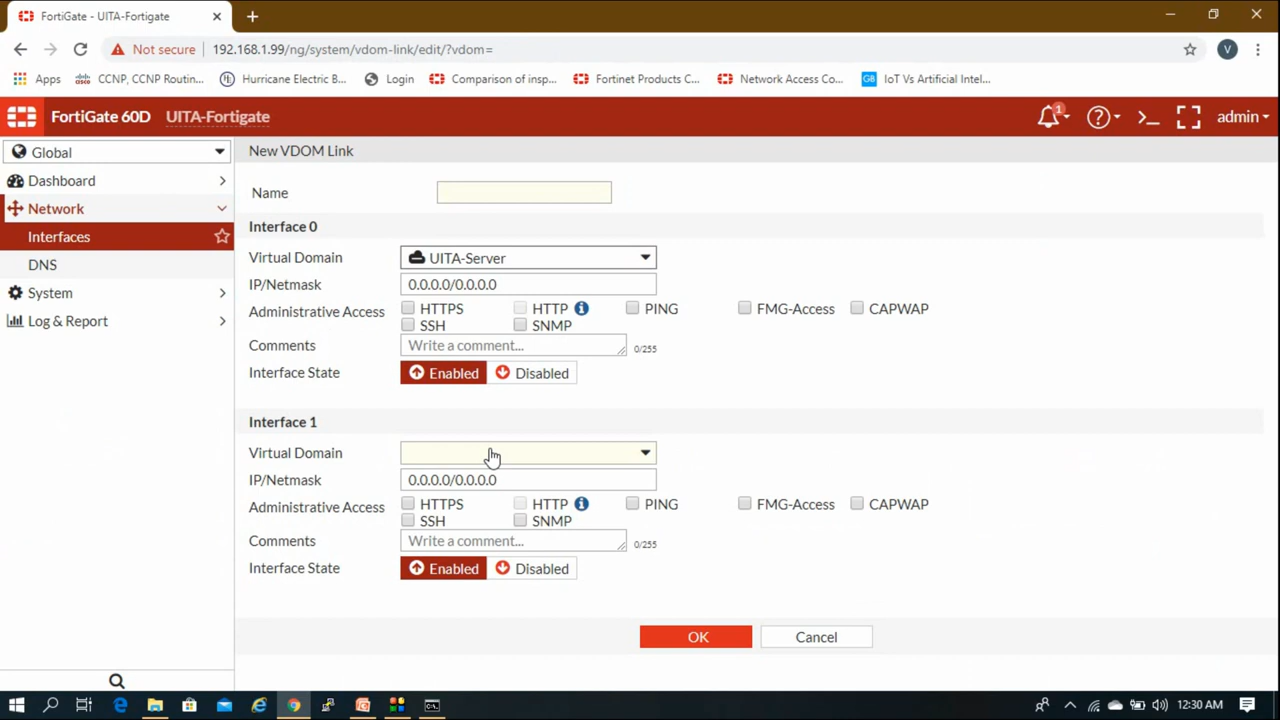 FortiGate - UITA-Fortigate
Not secure 192.168.1.99/ng/system/vdom-link/edit/?vdom=
V
Apps CCNP, CCNP Routin... Hurricane Electric B... Login Comparison of insp... Fortinet Products C... Network Access Co... IoT Vs Artificial Intel...
FortiGate 60D UITA-Fortigate 1 admin
Global
Dashboard
Network
Interfaces
DNS
System
Log & Report
New VDOM Link
Name
Interface 0
Virtual Domain UITA-Server
IP/Netmask 0.0.0.0/0.0.0.0
Administrative Access HTTPS HTTP PING FMG-Access CAPWAP
SSH SNMP
Comments Write a comment... 0/255
Interface State Enabled Disabled
Interface 1
Virtual Domain
IP/Netmask 0.0.0.0/0.0.0.0
Administrative Access HTTPS HTTP PING FMG-Access CAPWAP
SSH SNMP
Comments Write a comment... 0/255
Interface State Enabled Disabled
OK Cancel
12:30 AM